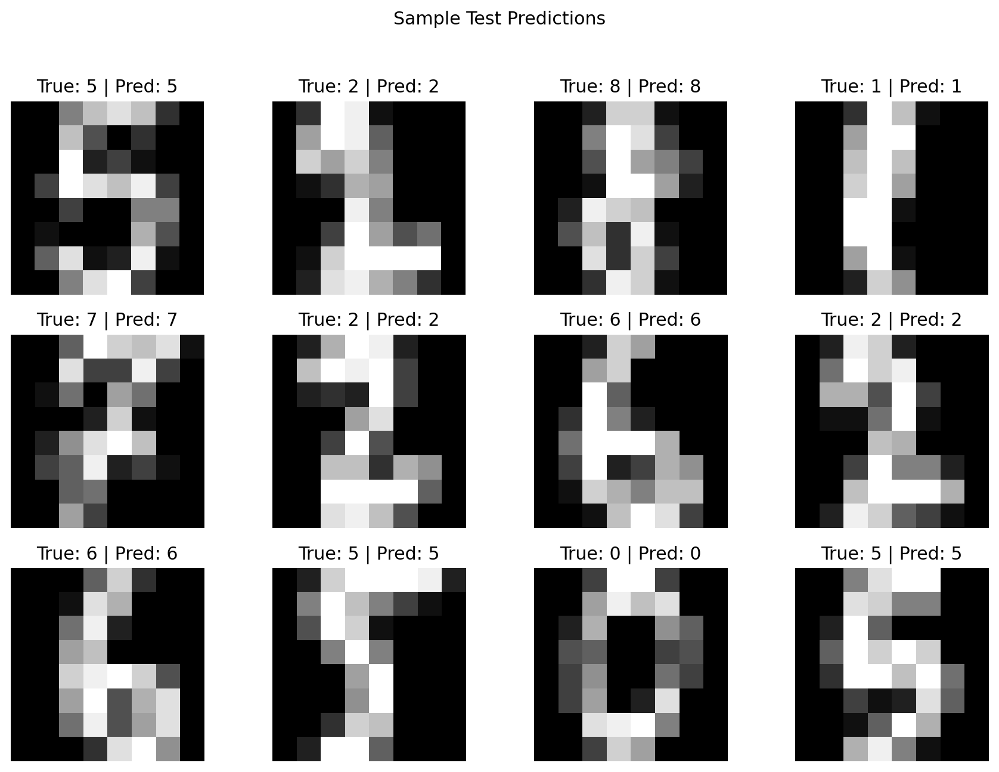 Sample Test Predictions
True: 5 | Pred: 5
True: 2 | Pred: 2
True: 8 | Pred: 8
True: 1 | Pred: 1
True: 7 | Pred: 7
True: 2 | Pred: 2
True: 6 | Pred: 6
True: 2 | Pred: 2
True: 6 | Pred: 6
True: 5 | Pred: 5
True: 0 | Pred: 0
True: 5 | Pred: 5